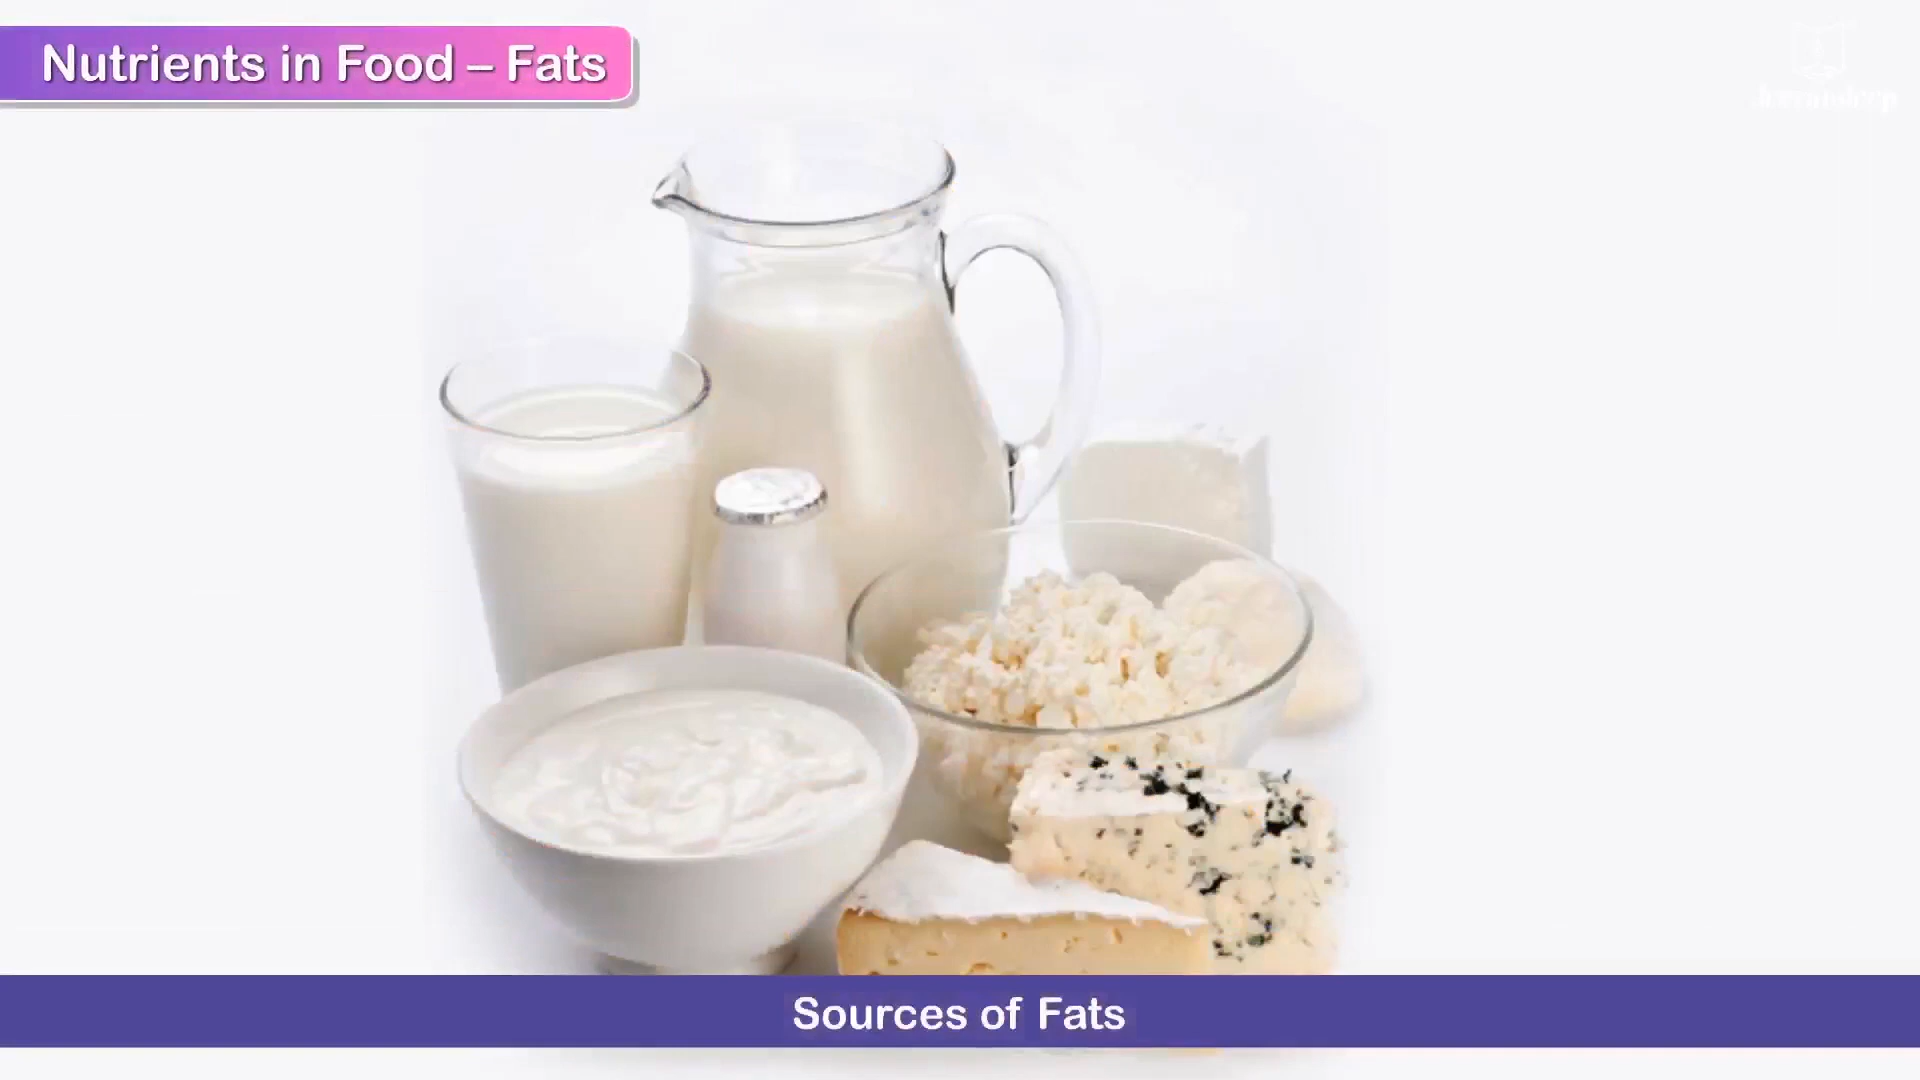 Nutrients in Food – Fats
Sources of Fats